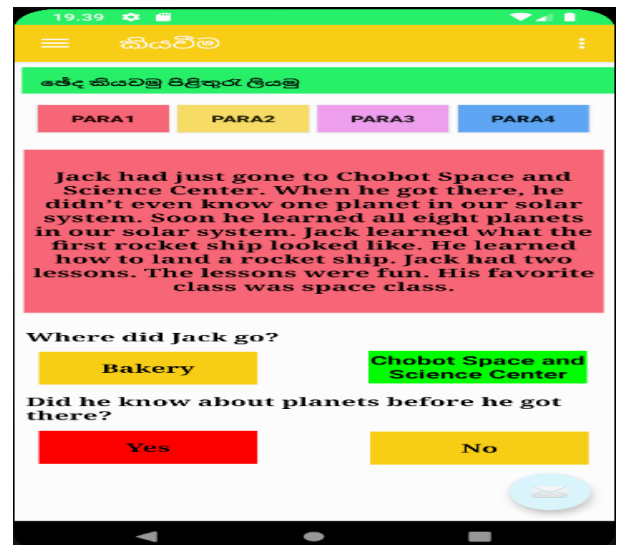 19.39
කියවීම
ඡේද කියවමු පිළිතුරු ලියමු
PARA1 PARA2 PARA3 PARA4
Jack had just gone to Chobot Space and
Science Center. When he got there, he
didn't even know one planet in our solar
system. Soon he learned all eight planets
in our solar system. Jack learned what the
first rocket ship looked like. He learned
how to land a rocket ship. Jack had two
lessons. The lessons were fun. His favorite
class was space class.
Where did Jack go?
Bakery
Chobot Space and
Science Center
Did he know about planets before he got
there?
Yes No